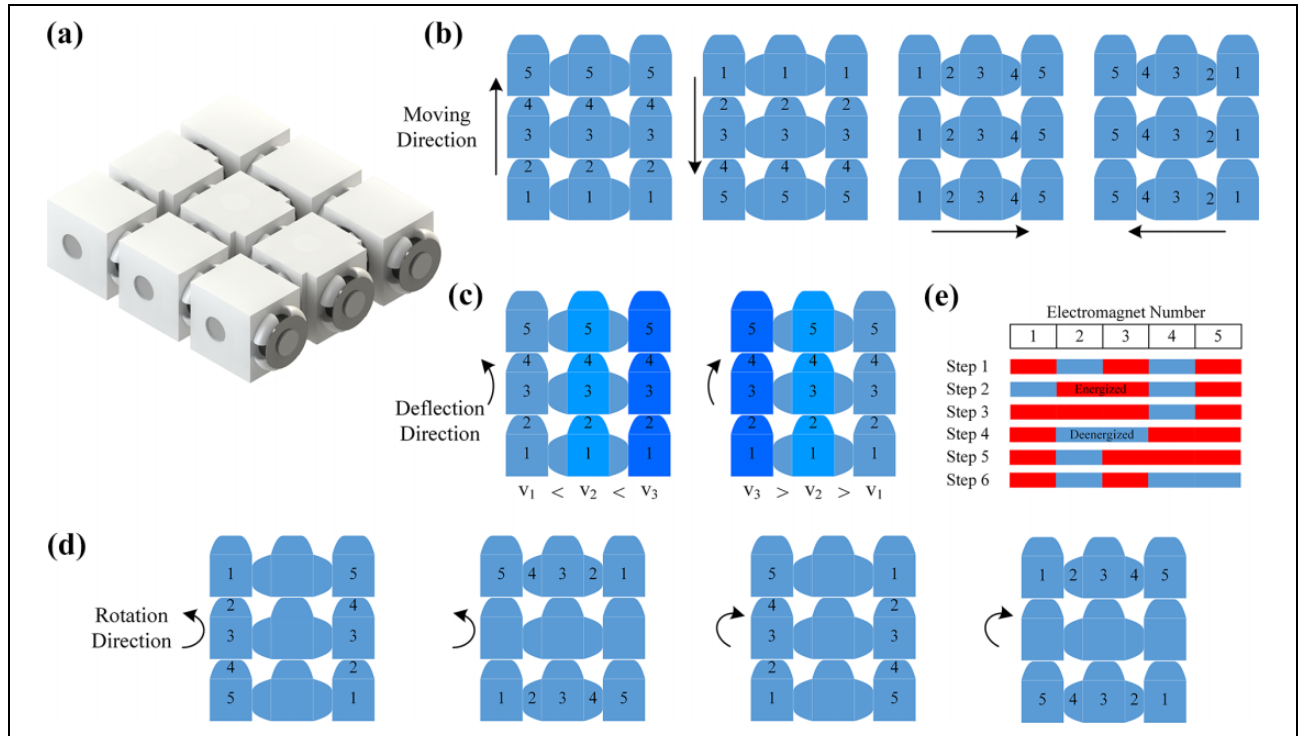 (a)
(b)
5 5 5 1 1 1 1 2 3 4 5 5 4 3 2 1
4 4 4 2 2 2
Moving
Direction
3 3 3 3 3 3 1 2 3 4 5 5 4 3 2 1
2 2 2 4 4 4
1 1 1 5 5 5 1 2 3 4 5 5 4 3 2 1
(c)
5 5 5 5 5 5
4 4 4 4 4 4
3 3 3 3 3 3
Deflection
Direction
2 2 2 2 2 2
1 1 1 1 1 1
v1 < v2 < v3 v3 > v2 > v1
(e)
Electromagnet Number
1 2 3 4 5
Step 1
Step 2 Energized
Step 3
Step 4 Deenergized
Step 5
Step 6
(d)
1 5 5 4 3 2 1 5 1 1 2 3 4 5
Rotation
Direction
2 4 4 2
3 3 3 3
4 2 2 4
5 1 1 2 3 4 5 1 5 5 4 3 2 1